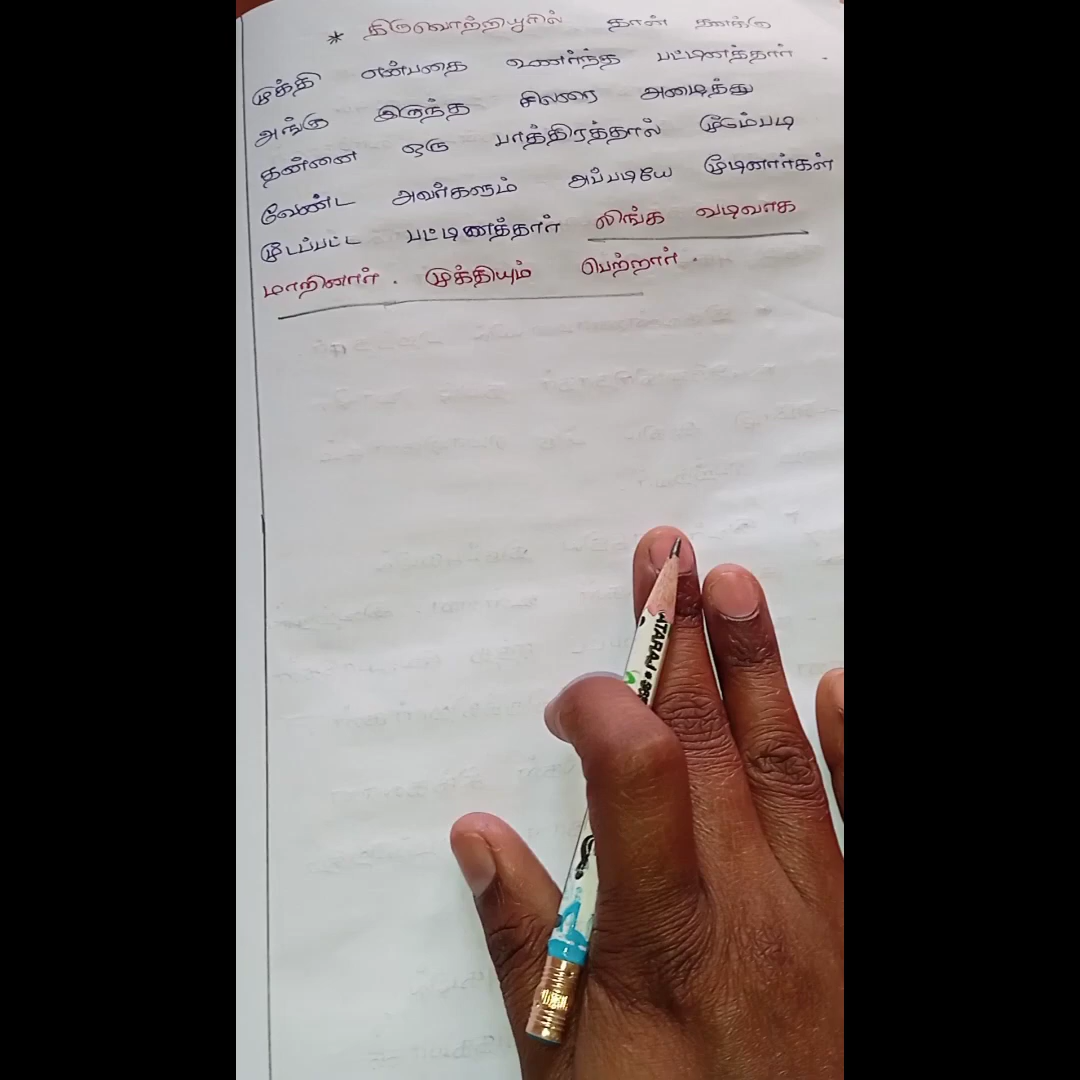 * திருவொற்றியூரில் தான் தனக்கு
முக்தி என்பதை உணர்ந்த பட்டினத்தார்.
அங்கு இருந்த சிலரை அழைத்து
தன்னை ஒரு பாத்திரத்தால் மூடும்படி
வேண்ட அவர்களும் அப்படியே மூடினார்கள்
மூடப்பட்ட பட்டிணத்தார் லிங்க வடிவாக
மாறினார். முக்தியும் பெற்றார்.